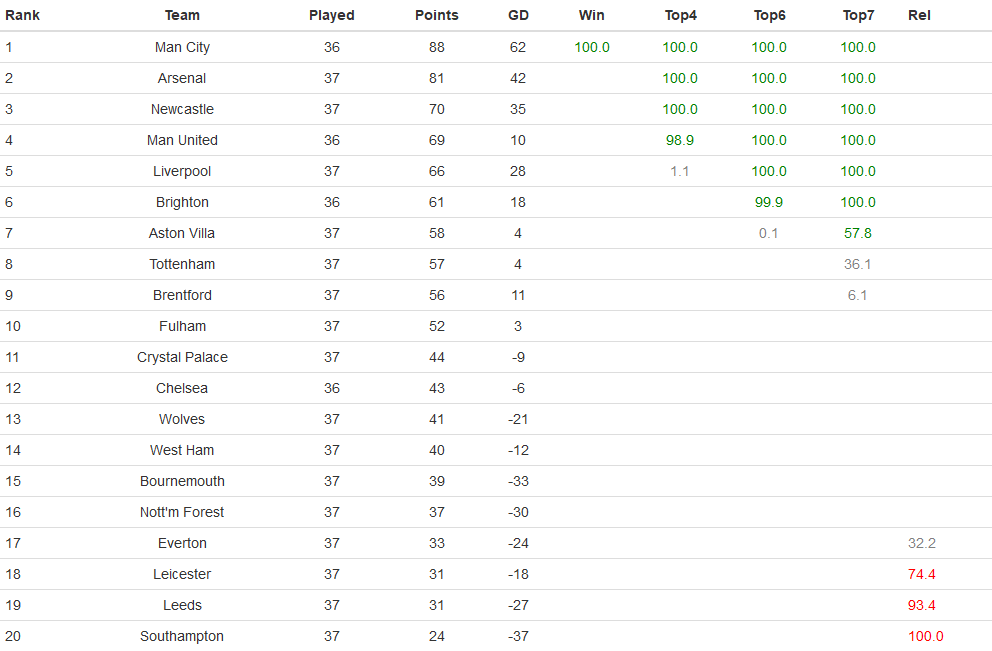 Rank Team Played Points GD Win Top4 Top6 Top7 Rel
1 Man City 36 88 62 100.0 100.0 100.0 100.0
2 Arsenal 37 81 42 100.0 100.0 100.0
3 Newcastle 37 70 35 100.0 100.0 100.0
4 Man United 36 69 10 98.9 100.0 100.0
5 Liverpool 37 66 28 1.1 100.0 100.0
6 Brighton 36 61 18 99.9 100.0
7 Aston Villa 37 58 4 0.1 57.8
8 Tottenham 37 57 4 36.1
9 Brentford 37 56 11 6.1
10 Fulham 37 52 3
11 Crystal Palace 37 44 -9
12 Chelsea 36 43 -6
13 Wolves 37 41 -21
14 West Ham 37 40 -12
15 Bournemouth 37 39 -33
16 Nott'm Forest 37 37 -30
17 Everton 37 33 -24 32.2
18 Leicester 37 31 -18 74.4
19 Leeds 37 31 -27 93.4
20 Southampton 37 24 -37 100.0